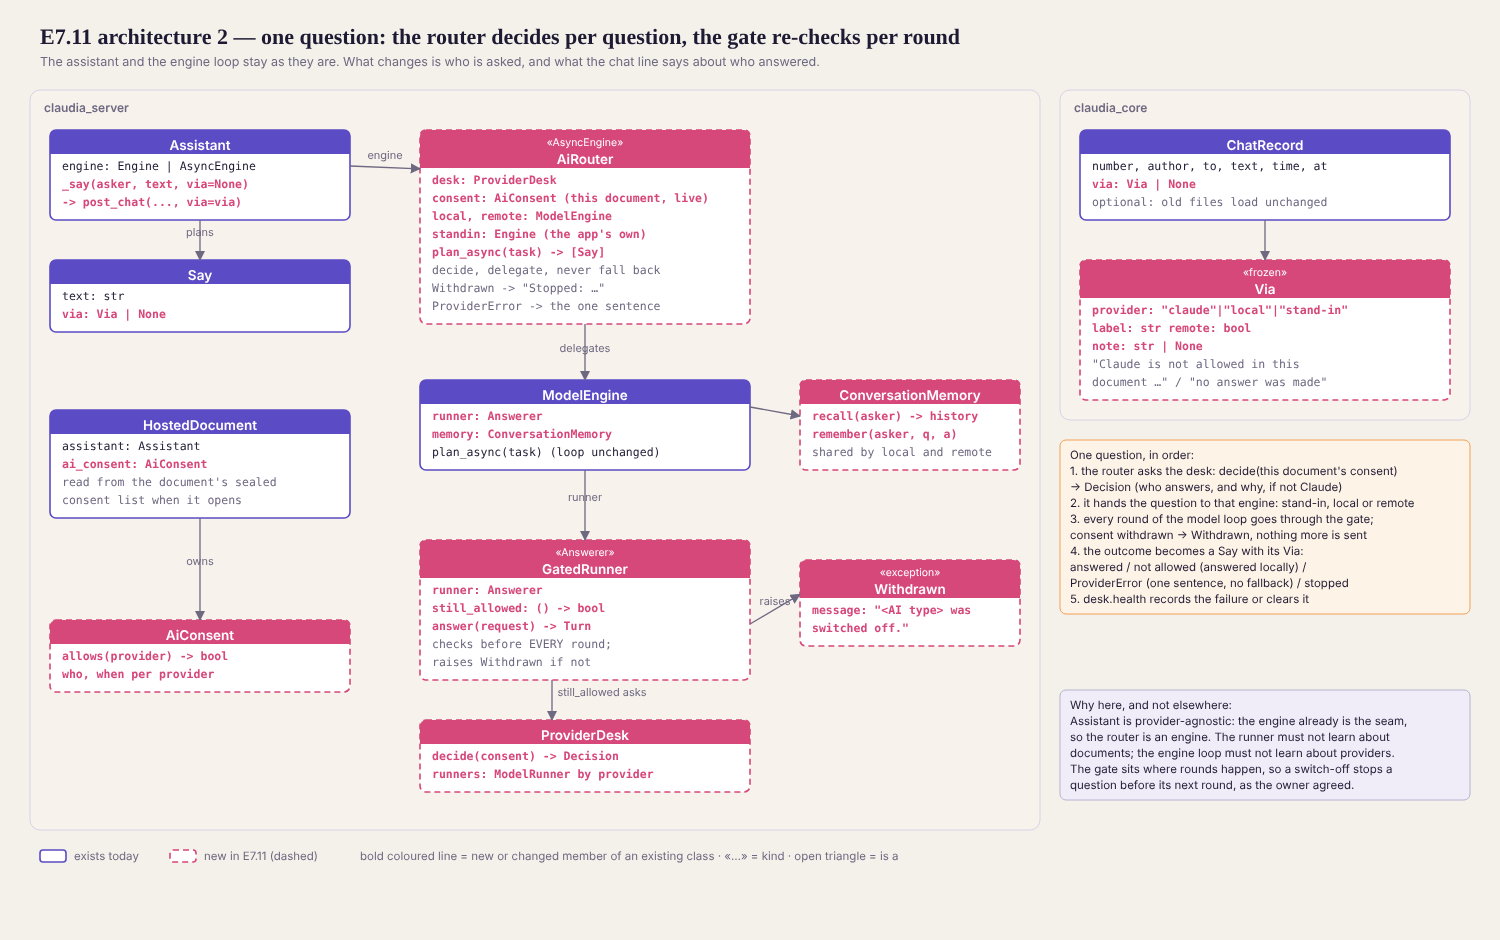 E7.11 architecture 2 — one question: the router decides per question, the gate re-checks per round
The assistant and the engine loop stay as they are. What changes is who is asked, and what the chat line says about who answered.
claudia_server
Assistant
engine: Engine | AsyncEngine
_say(asker, text, via=None)
-> post_chat(..., via=via)
engine
plans
Say
text: str
via: Via | None
HostedDocument
assistant: Assistant
ai_consent: AiConsent
read from the document's sealed
consent list when it opens
owns
AiConsent
allows(provider) -> bool
who, when per provider
«AsyncEngine»
AiRouter
desk: ProviderDesk
consent: AiConsent (this document, live)
local, remote: ModelEngine
standin: Engine (the app's own)
plan_async(task) -> [Say]
decide, delegate, never fall back
Withdrawn -> "Stopped: …"
ProviderError -> the one sentence
delegates
ModelEngine
runner: Answerer
memory: ConversationMemory
plan_async(task) (loop unchanged)
ConversationMemory
recall(asker) -> history
remember(asker, q, a)
shared by local and remote
runner
«Answerer»
GatedRunner
runner: Answerer
still_allowed: () -> bool
answer(request) -> Turn
checks before EVERY round;
raises Withdrawn if not
raises
«exception»
Withdrawn
message: "<AI type> was
switched off."
still_allowed asks
ProviderDesk
decide(consent) -> Decision
runners: ModelRunner by provider
claudia_core
ChatRecord
number, author, to, text, time, at
via: Via | None
optional: old files load unchanged
«frozen»
Via
provider: "claude"|"local"|"stand-in"
label: str remote: bool
note: str | None
"Claude is not allowed in this
document …" / "no answer was made"
One question, in order:
1. the router asks the desk: decide(this document's consent)
→ Decision (who answers, and why, if not Claude)
2. it hands the question to that engine: stand-in, local or remote
3. every round of the model loop goes through the gate;
consent withdrawn → Withdrawn, nothing more is sent
4. the outcome becomes a Say with its Via:
answered / not allowed (answered locally) /
ProviderError (one sentence, no fallback) / stopped
5. desk.health records the failure or clears it
Why here, and not elsewhere:
Assistant is provider-agnostic: the engine already is the seam,
so the router is an engine. The runner must not learn about
documents; the engine loop must not learn about providers.
The gate sits where rounds happen, so a switch-off stops a
question before its next round, as the owner agreed.
exists today
new in E7.11 (dashed)
bold coloured line = new or changed member of an existing class · «…» = kind · open triangle = is a